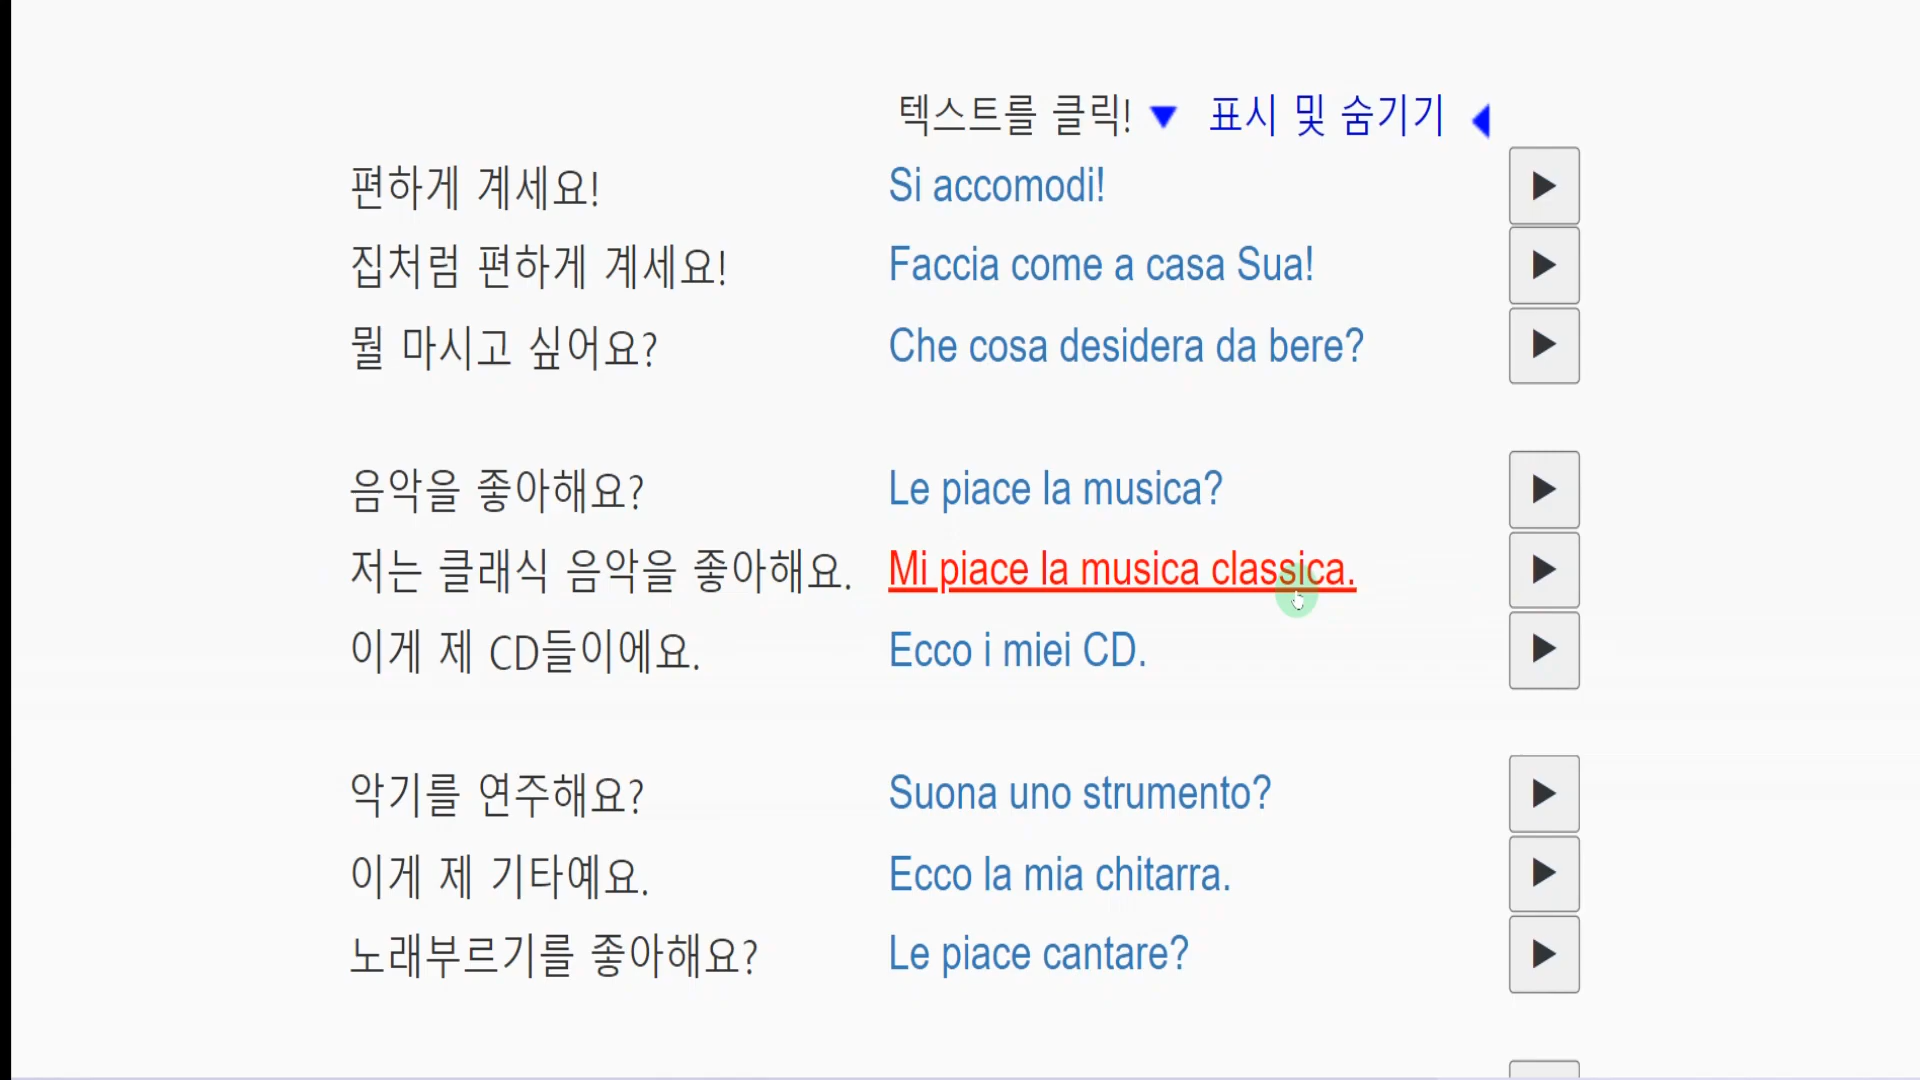 텍스트를 클릭! ▼ 표시 및 숨기기 ◀
편하게 계세요! Si accomodi!
집처럼 편하게 계세요! Faccia come a casa Sua!
뭘 마시고 싶어요? Che cosa desidera da bere?
음악을 좋아해요? Le piace la musica?
저는 클래식 음악을 좋아해요. Mi piace la musica classica.
이게 제 CD들이에요. Ecco i miei CD.
악기를 연주해요? Suona uno strumento?
이게 제 기타예요. Ecco la mia chitarra.
노래부르기를 좋아해요? Le piace cantare?